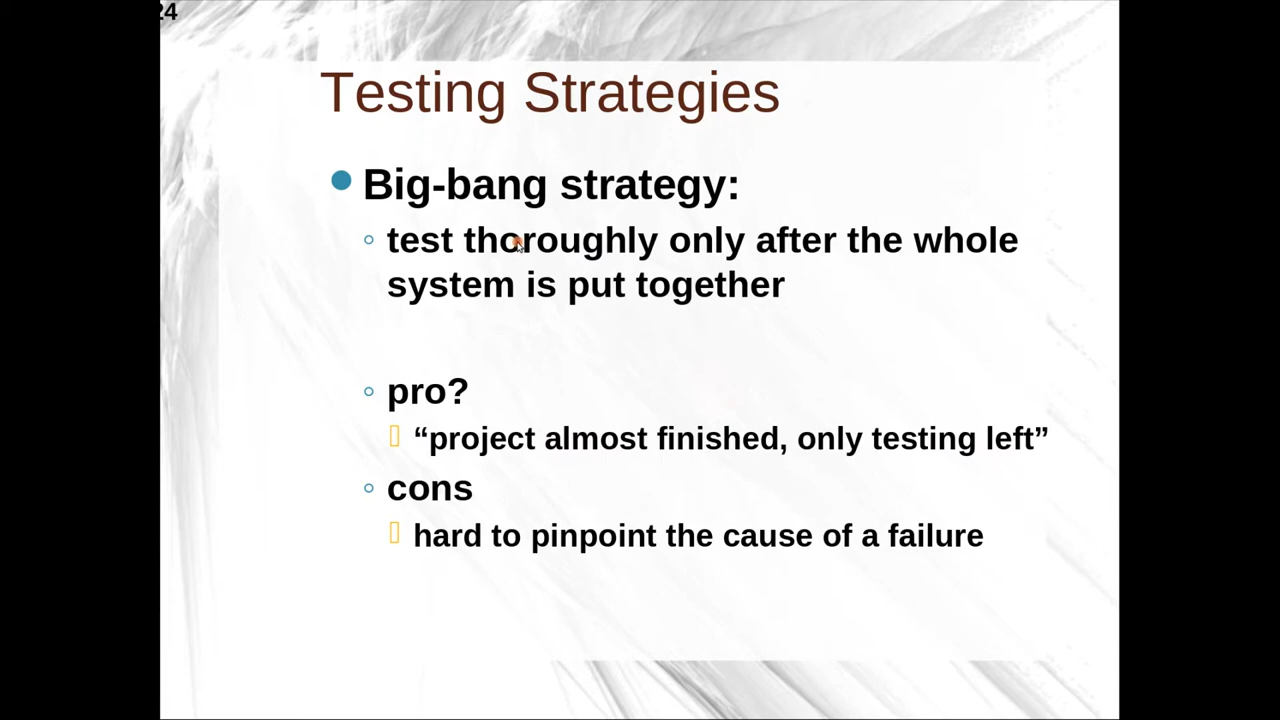 24
Testing Strategies
Big-bang strategy:
test thoroughly only after the whole
system is put together
pro?
“project almost finished, only testing left”
cons
hard to pinpoint the cause of a failure